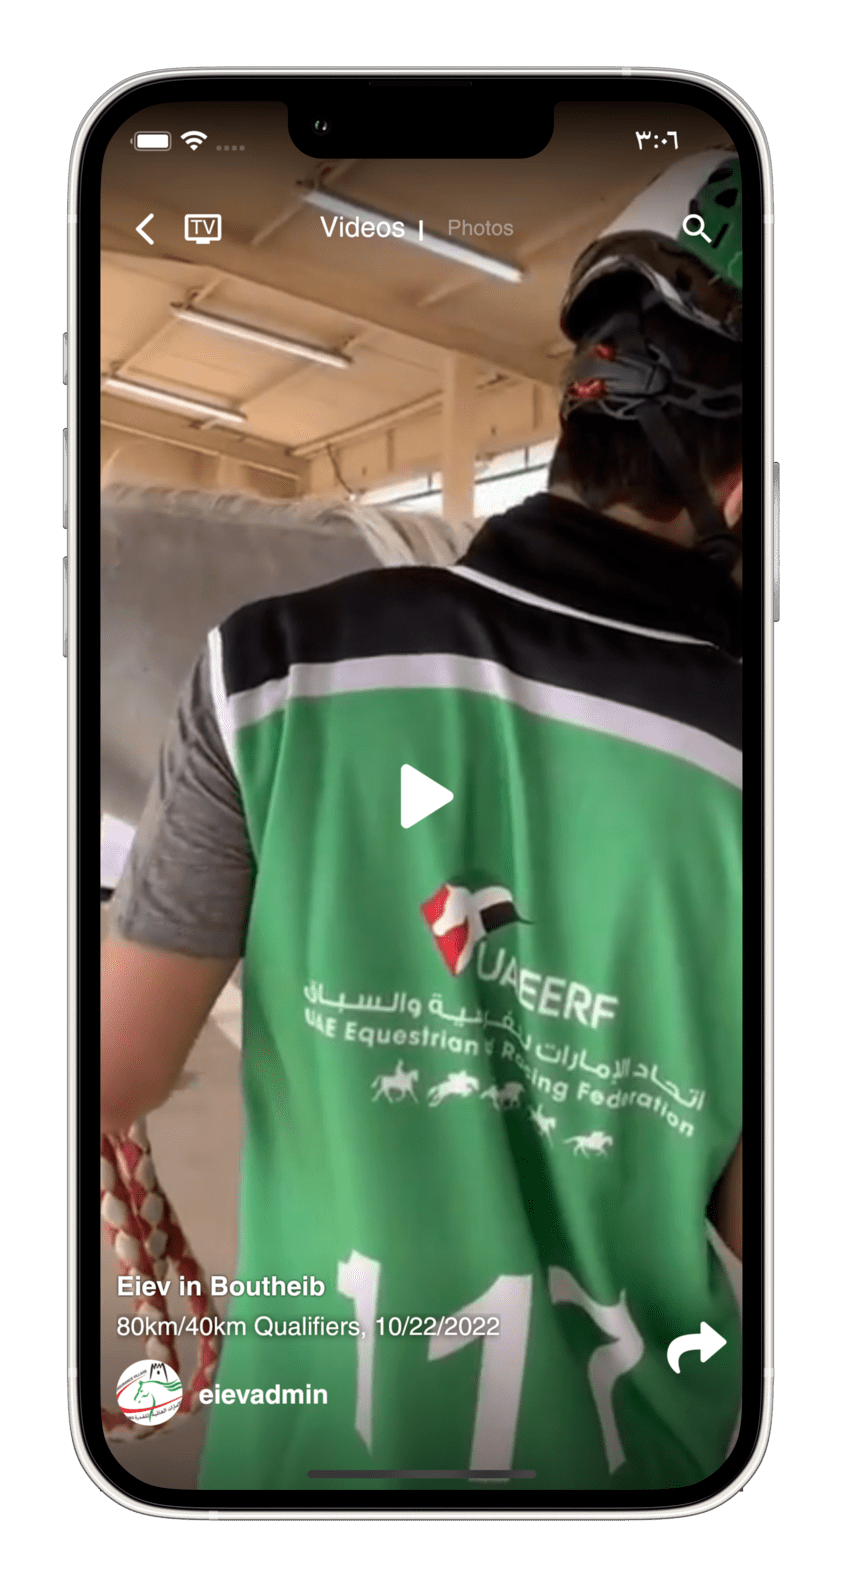 ٣:٠٦
TV
Videos
Photos
UAEERF
اتحاد الإمارات للفروسية والسباق
UAE Equestrian & Racing Federation
117
Eiev in Boutheib
80km/40km Qualifiers, 10/22/2022
eievadmin